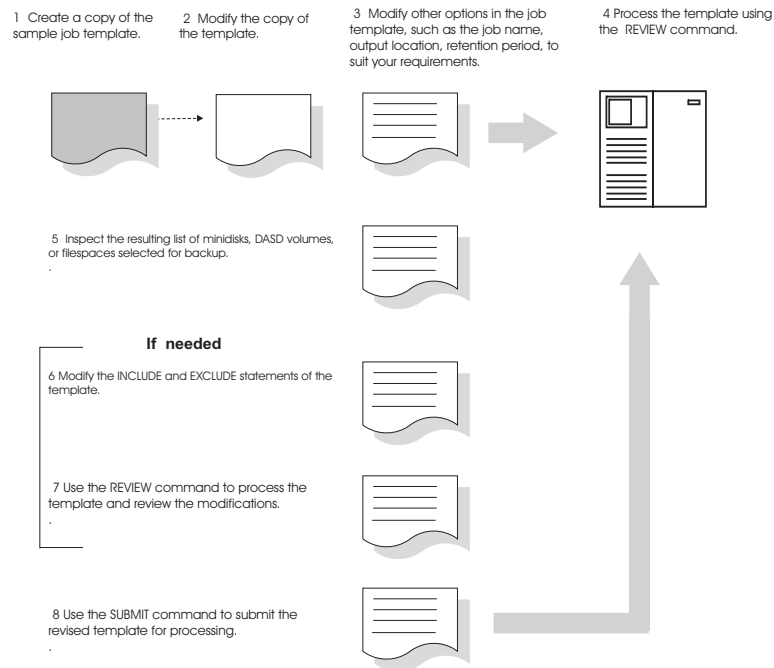 1 Create a copy of the
sample job template.
2 Modify the copy of
the template.
3 Modify other options in the job
template, such as the job name,
output location, retention period, to
suit your requirements.
4 Process the template using
the REVIEW command.
5 Inspect the resulting list of minidisks, DASD volumes,
or filespaces selected for backup.
.
If needed
6 Modify the INCLUDE and EXCLUDE statements of the
template.
7 Use the REVIEW command to process the
template and review the modifications.
.
8 Use the SUBMIT command to submit the
revised template for processing.
.